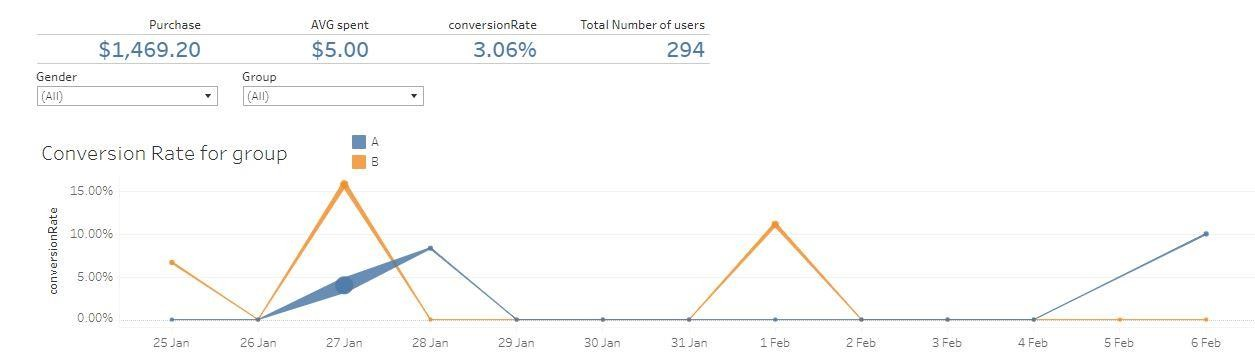 Purchase AVG spent conversionRate Total Number of users
$1,469.20 $5.00 3.06% 294
Gender Group
(All) (All)
A
Conversion Rate for group
B
15.00%
10.00%
5.00%
0.00%
conversionRate
25 Jan 26 Jan 27 Jan 28 Jan 29 Jan 30 Jan 31 Jan 1 Feb 2 Feb 3 Feb 4 Feb 5 Feb 6 Feb